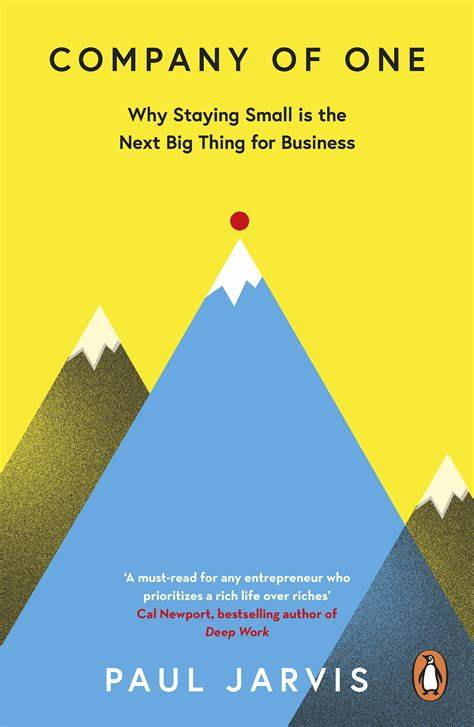 COMPANY OF ONE
Why Staying Small is the
Next Big Thing for Business
‘A must-read for any entrepreneur who
prioritizes a rich life over riches’
Cal Newport, bestselling author of
Deep Work
PAUL JARVIS